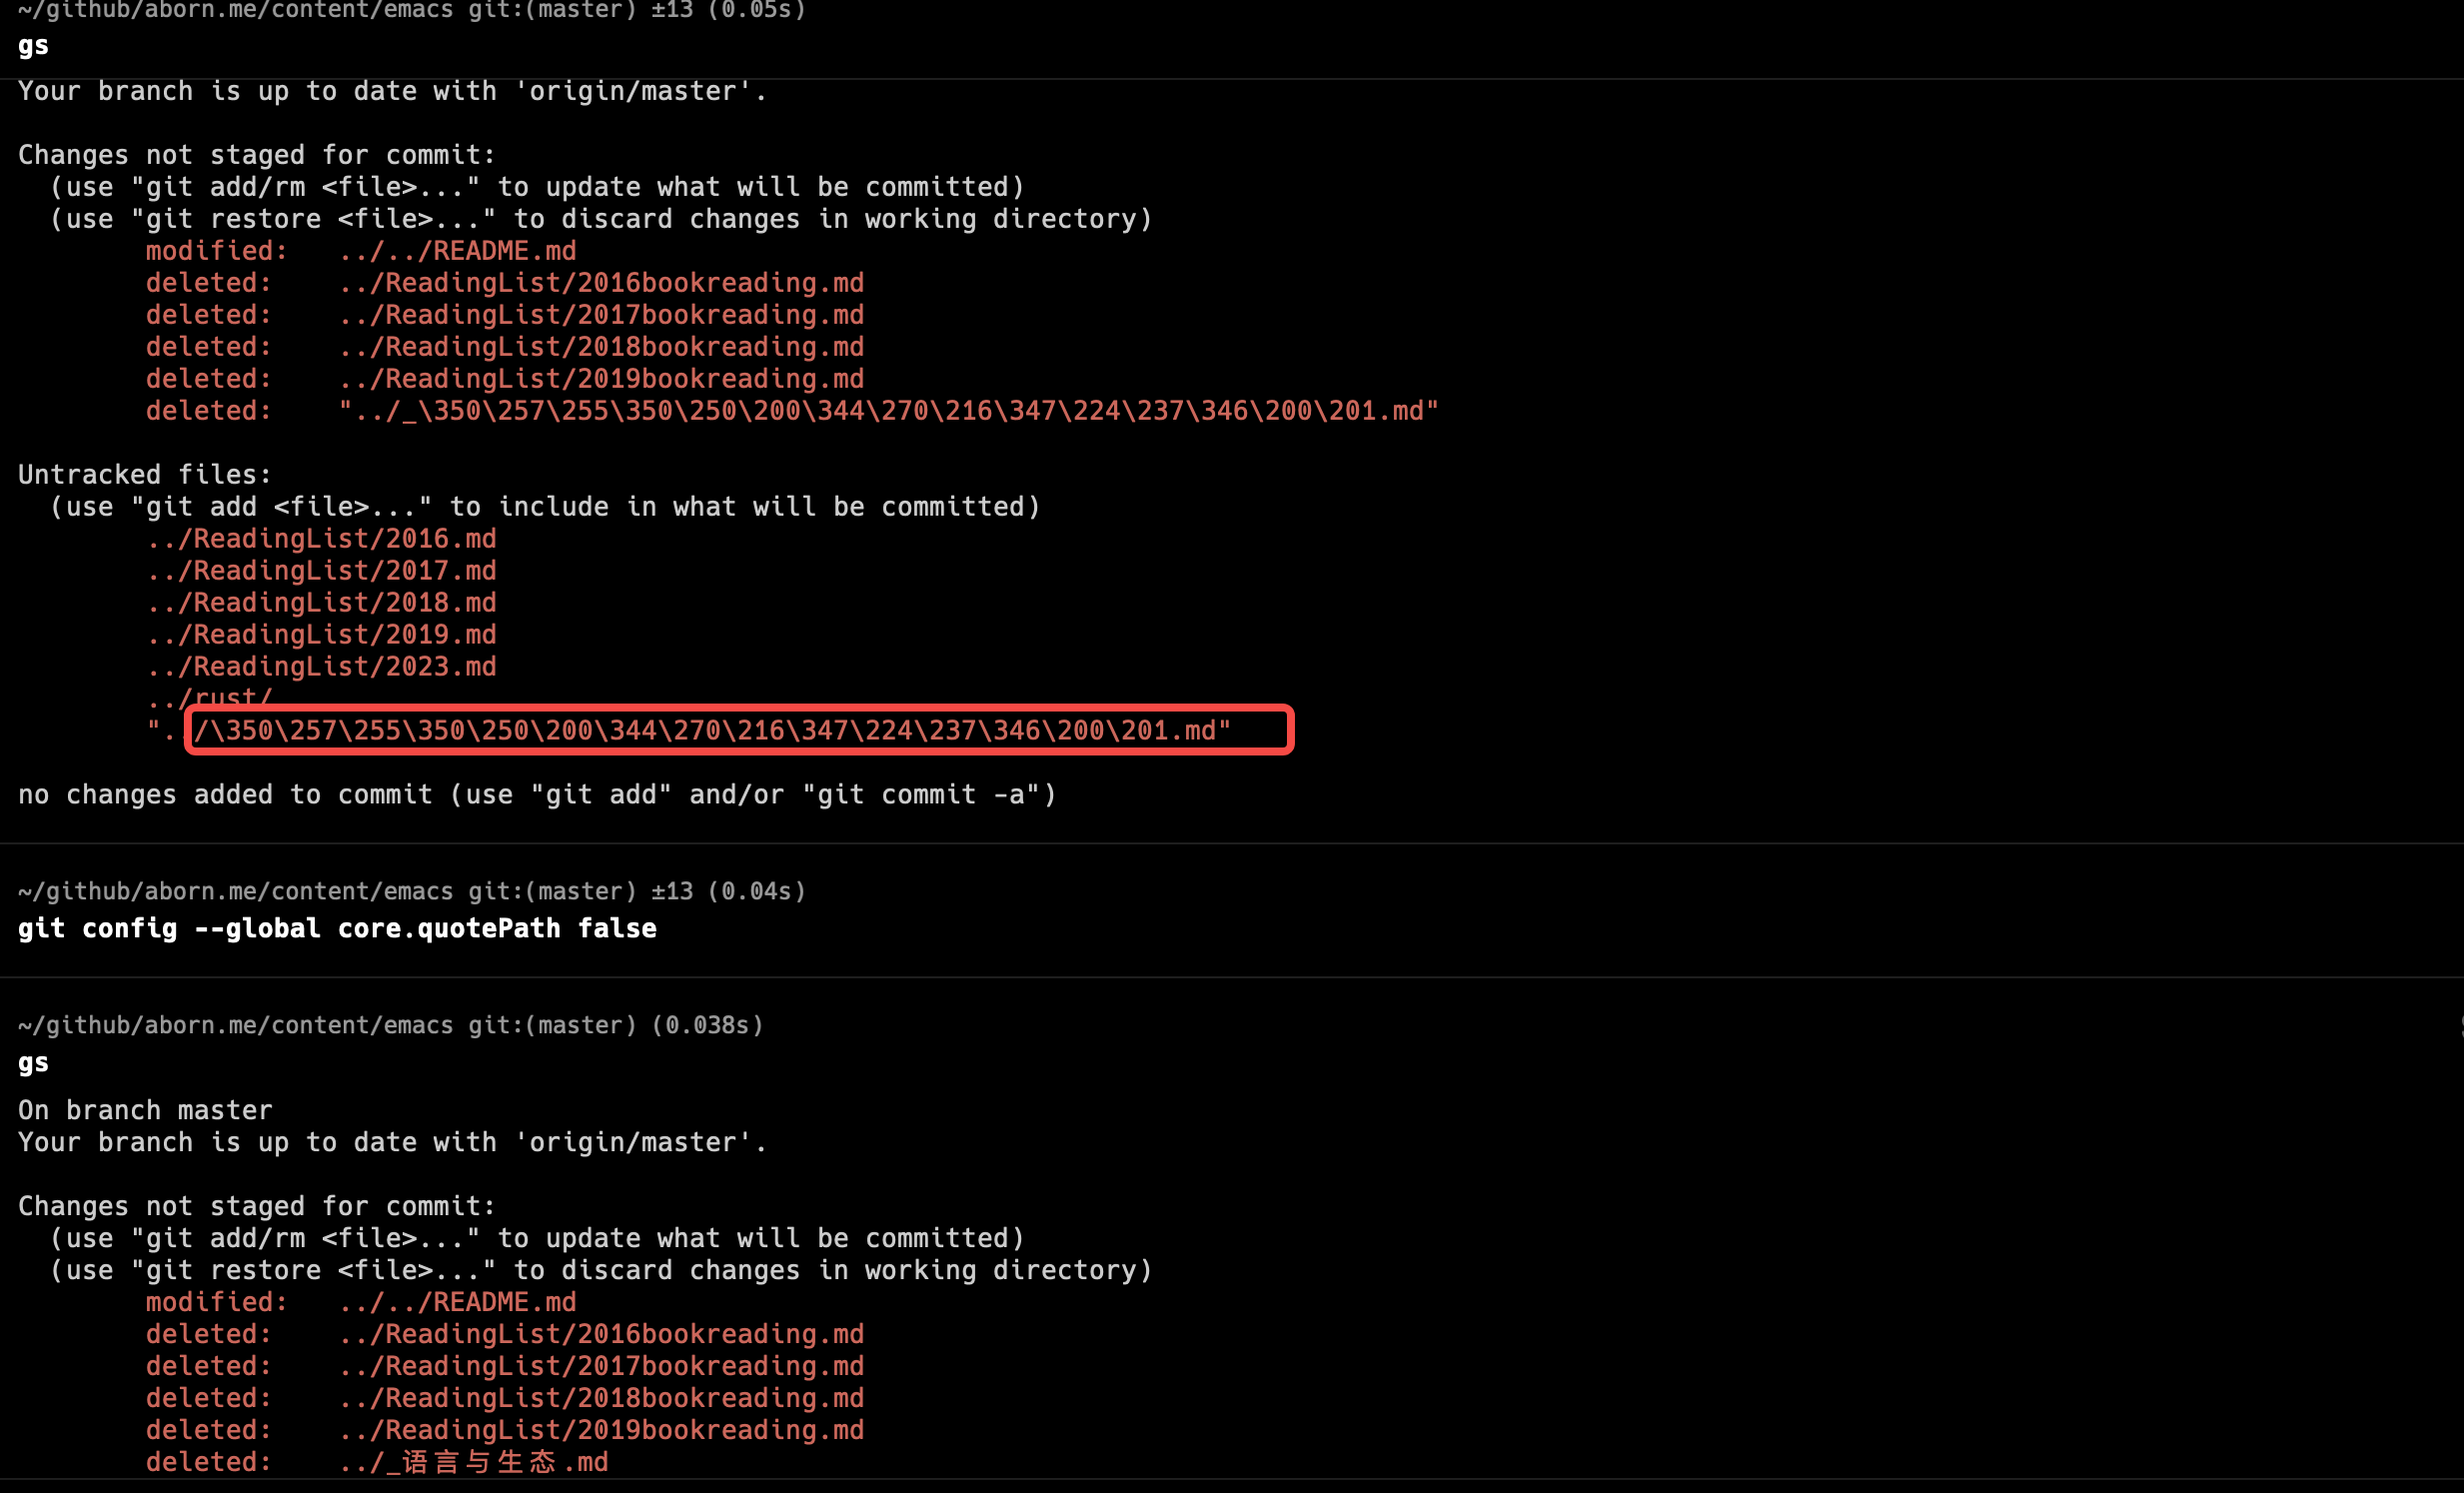 ~/github/aborn.me/content/emacs git:(master) ±13 (0.05s)
gs
Your branch is up to date with 'origin/master'.
Changes not staged for commit:
  (use "git add/rm <file>..." to update what will be committed)
  (use "git restore <file>..." to discard changes in working directory)
        modified:   ../../README.md
        deleted:    ../ReadingList/2016bookreading.md
        deleted:    ../ReadingList/2017bookreading.md
        deleted:    ../ReadingList/2018bookreading.md
        deleted:    ../ReadingList/2019bookreading.md
        deleted:    "../_\350\257\255\350\250\200\344\270\216\347\224\237\346\200\201.md"
Untracked files:
  (use "git add <file>..." to include in what will be committed)
        ../ReadingList/2016.md
        ../ReadingList/2017.md
        ../ReadingList/2018.md
        ../ReadingList/2019.md
        ../ReadingList/2023.md
        ../rust/
        "../\350\257\255\350\250\200\344\270\216\347\224\237\346\200\201.md"
no changes added to commit (use "git add" and/or "git commit -a")
~/github/aborn.me/content/emacs git:(master) ±13 (0.04s)
git config --global core.quotePath false
~/github/aborn.me/content/emacs git:(master) (0.038s)
gs
On branch master
Your branch is up to date with 'origin/master'.
Changes not staged for commit:
  (use "git add/rm <file>..." to update what will be committed)
  (use "git restore <file>..." to discard changes in working directory)
        modified:   ../../README.md
        deleted:    ../ReadingList/2016bookreading.md
        deleted:    ../ReadingList/2017bookreading.md
        deleted:    ../ReadingList/2018bookreading.md
        deleted:    ../ReadingList/2019bookreading.md
        deleted:    ../_语言与生态.md